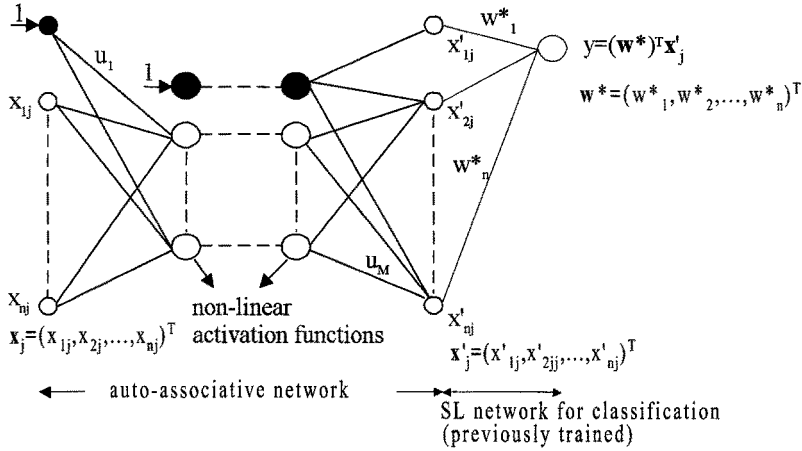 1
u₁
1
w*₁
x'₁ⱼ
y=(w*)ᵀx'ⱼ
x₁ⱼ
x'₂ⱼ
w*=(w*₁,w*₂,...,w*ₙ)ᵀ
w*ₙ
u_M
xₙⱼ
non-linear
activation functions
x'ₙⱼ
xⱼ=(x₁ⱼ,x₂ⱼ,...,xₙⱼ)ᵀ
x'ⱼ=(x'₁ⱼ,x'₂ⱼⱼ,...,x'ₙⱼ)ᵀ
auto-associative network
SL network for classification
(previously trained)